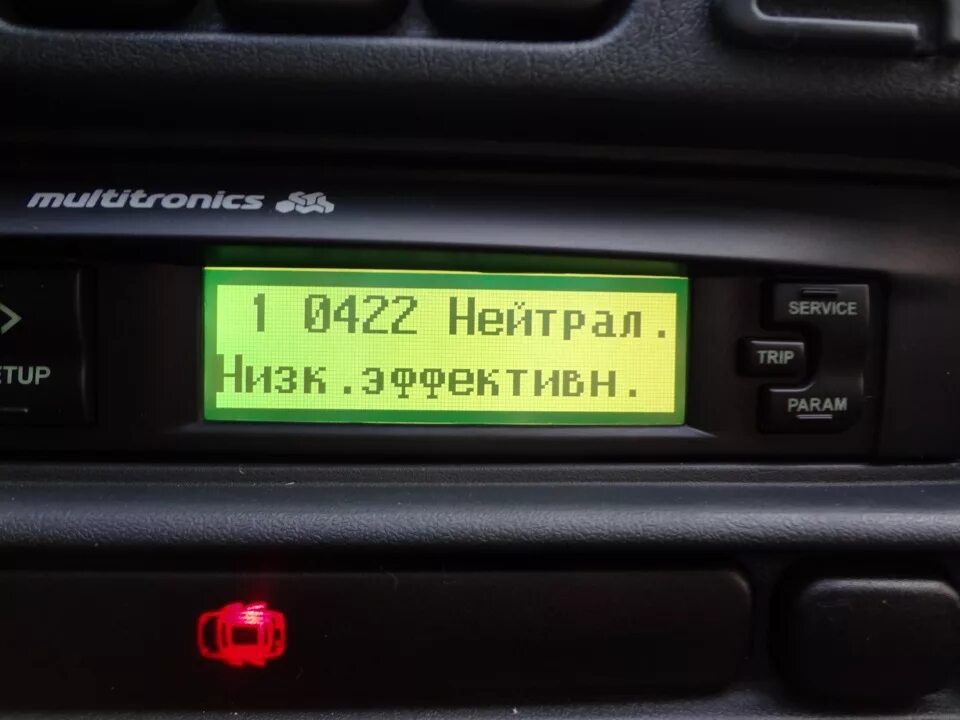 multitronics
1 0422 Нейтрал.
Низк.эффективн.
SERVICE
TRIP
PARAM
ETUP